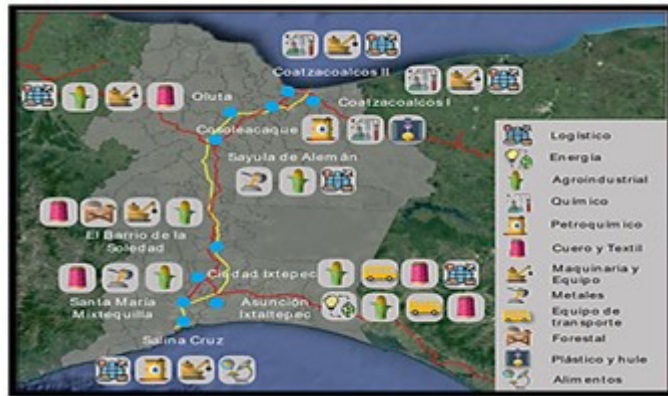 Coatzacoalcos II
Oluta
Coatzacoalcos I
Cosoleacaque
Sayula de Alemán
El Barrio de la
Soledad
Ciudad Ixtepec
Santa María
Mixtequilla
Asunción
Ixtaltepec
Salina Cruz
Logístico
Energía
Agroindustrial
Químico
Petroquímico
Cuero y Textil
Maquinaria y
Equipo
Metales
Equipo de
transporte
Forestal
Plástico y hule
Alimentos